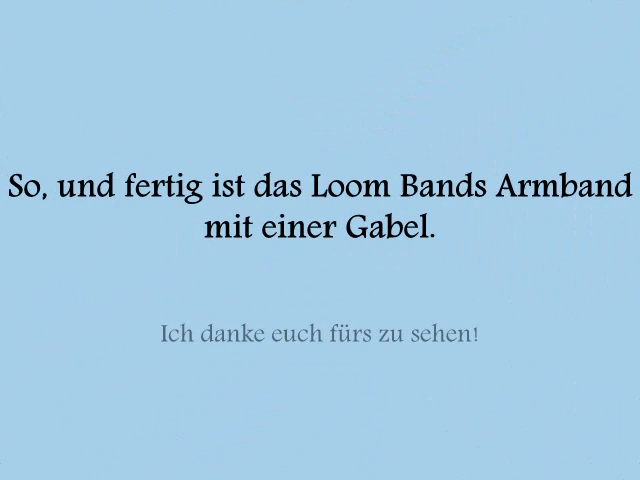 So, und fertig ist das Loom Bands Armband
mit einer Gabel.
Ich danke euch fürs zu sehen!